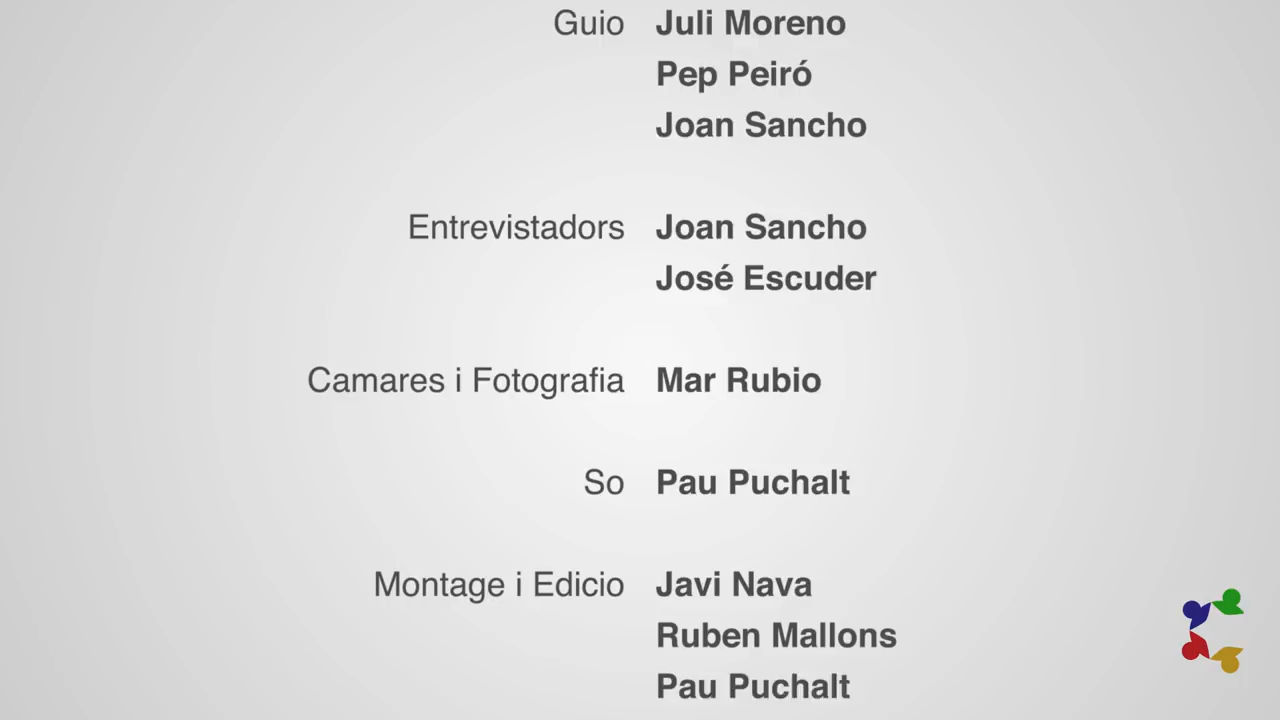 Guio Juli Moreno
Pep Peiró
Joan Sancho
Entrevistadors Joan Sancho
José Escuder
Camares i Fotografia Mar Rubio
So Pau Puchalt
Montage i Edicio Javi Nava
Ruben Mallons
Pau Puchalt